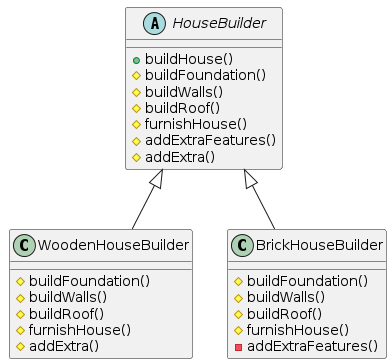 A HouseBuilder
buildHouse()
buildFoundation()
buildWalls()
buildRoof()
furnishHouse()
addExtraFeatures()
addExtra()
C WoodenHouseBuilder
buildFoundation()
buildWalls()
buildRoof()
furnishHouse()
addExtra()
C BrickHouseBuilder
buildFoundation()
buildWalls()
buildRoof()
furnishHouse()
addExtraFeatures()